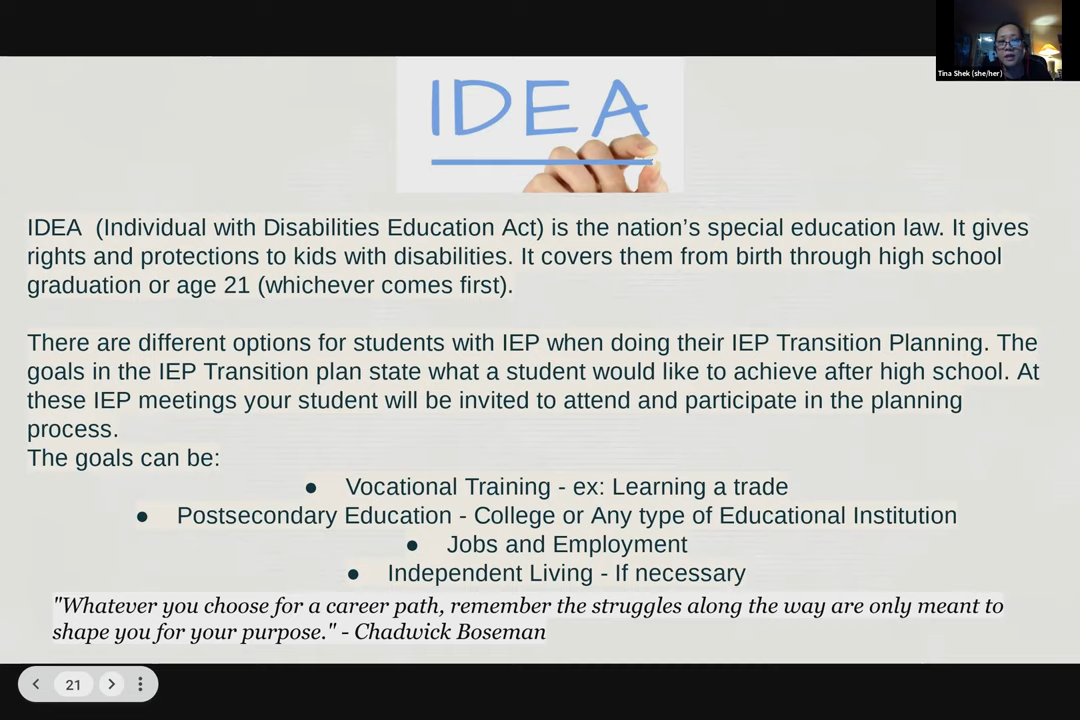 Tina Shek (she/her)
IDEA
IDEA (Individual with Disabilities Education Act) is the nation’s special education law. It gives
rights and protections to kids with disabilities. It covers them from birth through high school
graduation or age 21 (whichever comes first).
There are different options for students with IEP when doing their IEP Transition Planning. The
goals in the IEP Transition plan state what a student would like to achieve after high school. At
these IEP meetings your student will be invited to attend and participate in the planning
process.
The goals can be:
● Vocational Training - ex: Learning a trade
● Postsecondary Education - College or Any type of Educational Institution
● Jobs and Employment
● Independent Living - If necessary
"Whatever you choose for a career path, remember the struggles along the way are only meant to
shape you for your purpose." - Chadwick Boseman
21